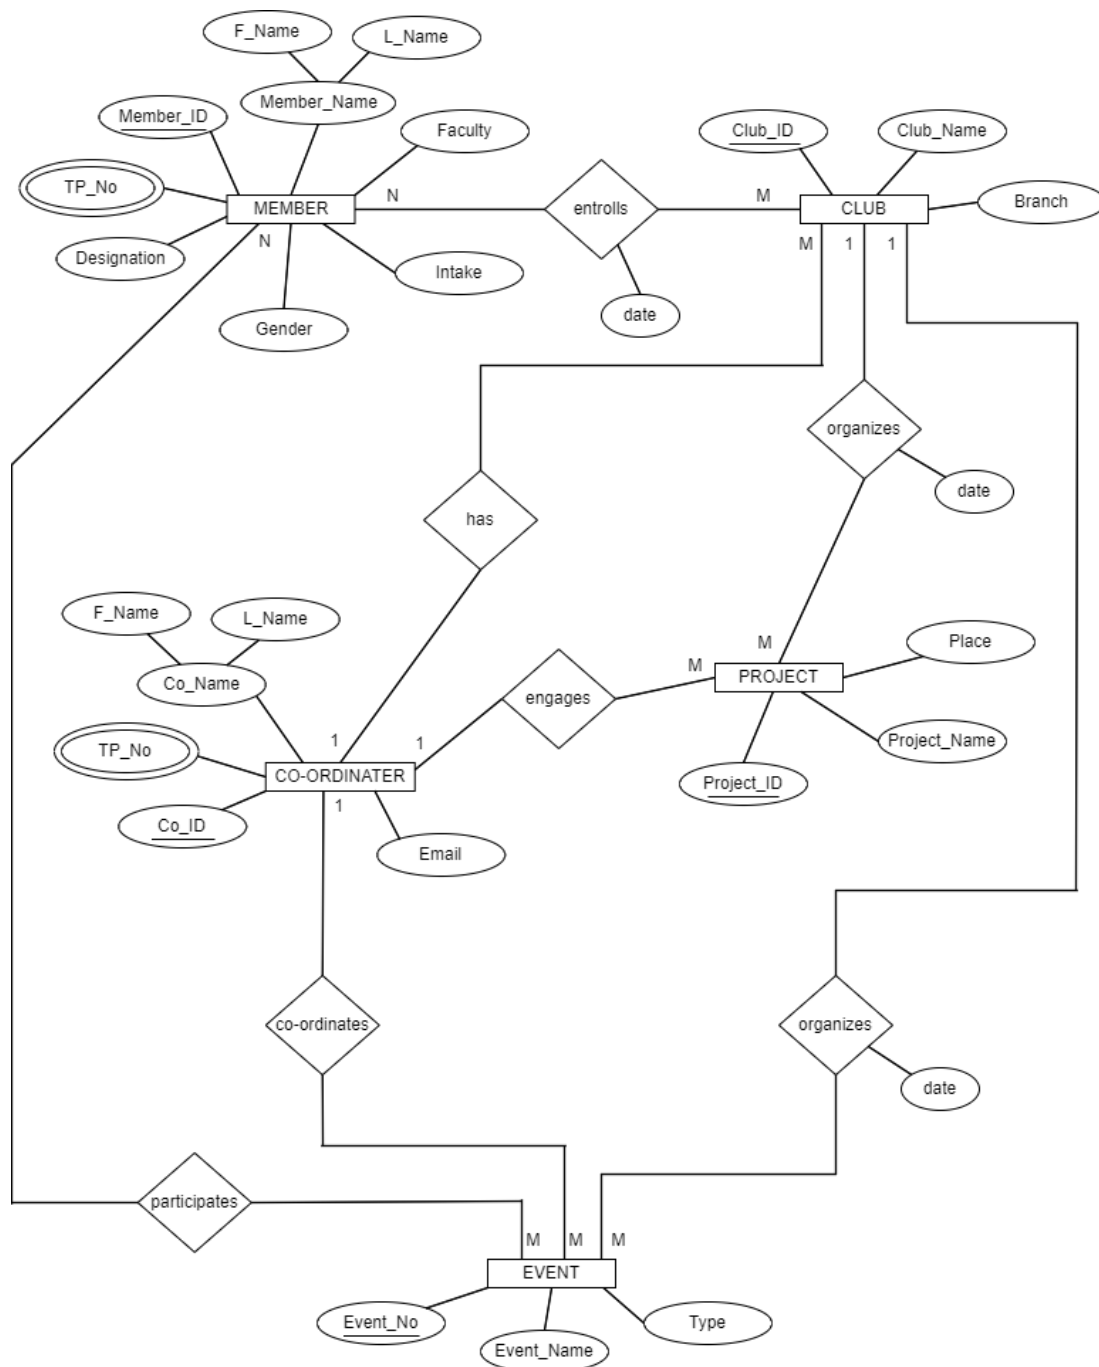 F_Name
L_Name
Member_Name
Member_ID
Faculty
Club_ID
Club_Name
TP_No
MEMBER
N
entrolls
M
CLUB
Branch
N
M
1
1
Designation
Intake
Gender
date
organizes
date
has
F_Name
L_Name
Co_Name
M
Place
M
PROJECT
engages
TP_No
1
1
Project_Name
CO-ORDINATER
Project_ID
1
Co_ID
Email
co-ordinates
organizes
date
participates
M
M
M
EVENT
Event_No
Type
Event_Name